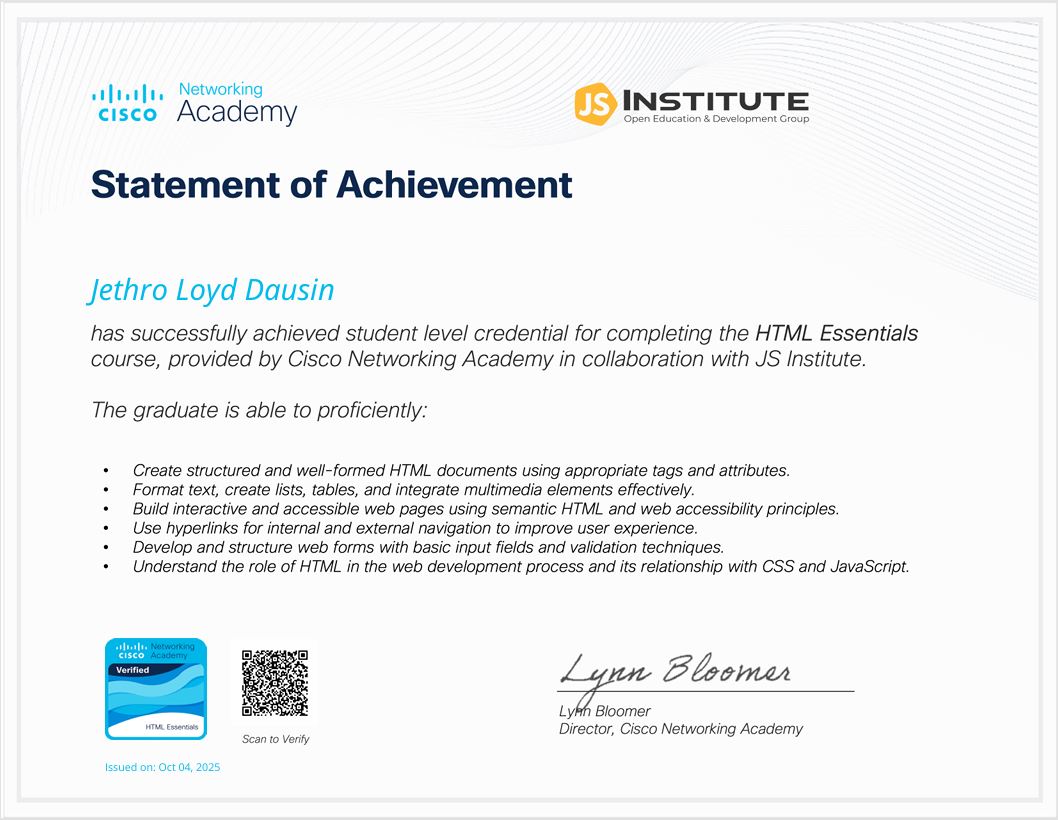 Networking
CISCO Academy
JS INSTITUTE
Open Education & Development Group
Statement of Achievement
Jethro Loyd Dausin
has successfully achieved student level credential for completing the HTML Essentials
course, provided by Cisco Networking Academy in collaboration with JS Institute.
The graduate is able to proficiently:
• Create structured and well-formed HTML documents using appropriate tags and attributes.
• Format text, create lists, tables, and integrate multimedia elements effectively.
• Build interactive and accessible web pages using semantic HTML and web accessibility principles.
• Use hyperlinks for internal and external navigation to improve user experience.
• Develop and structure web forms with basic input fields and validation techniques.
• Understand the role of HTML in the web development process and its relationship with CSS and JavaScript.
Networking
CISCO Academy
Verified
HTML Essentials
Scan to Verify
Issued on: Oct 04, 2025
Lynn Bloomer
Lynn Bloomer
Director, Cisco Networking Academy